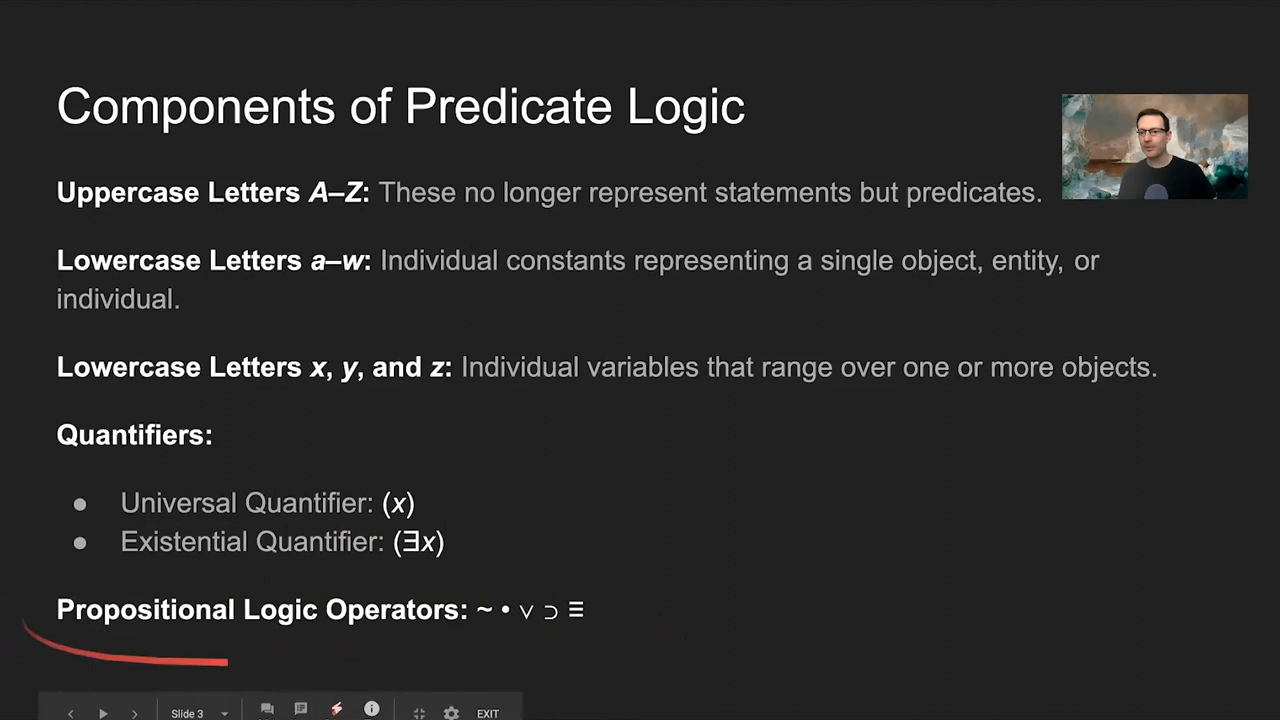 Components of Predicate Logic
Uppercase Letters A–Z: These no longer represent statements but predicates.
Lowercase Letters a–w: Individual constants representing a single object, entity, or
individual.
Lowercase Letters x, y, and z: Individual variables that range over one or more objects.
Quantifiers:
● Universal Quantifier: (x)
● Existential Quantifier: (∃x)
Propositional Logic Operators: ~ • ∨ ⊃ ≡
Slide 3 EXIT